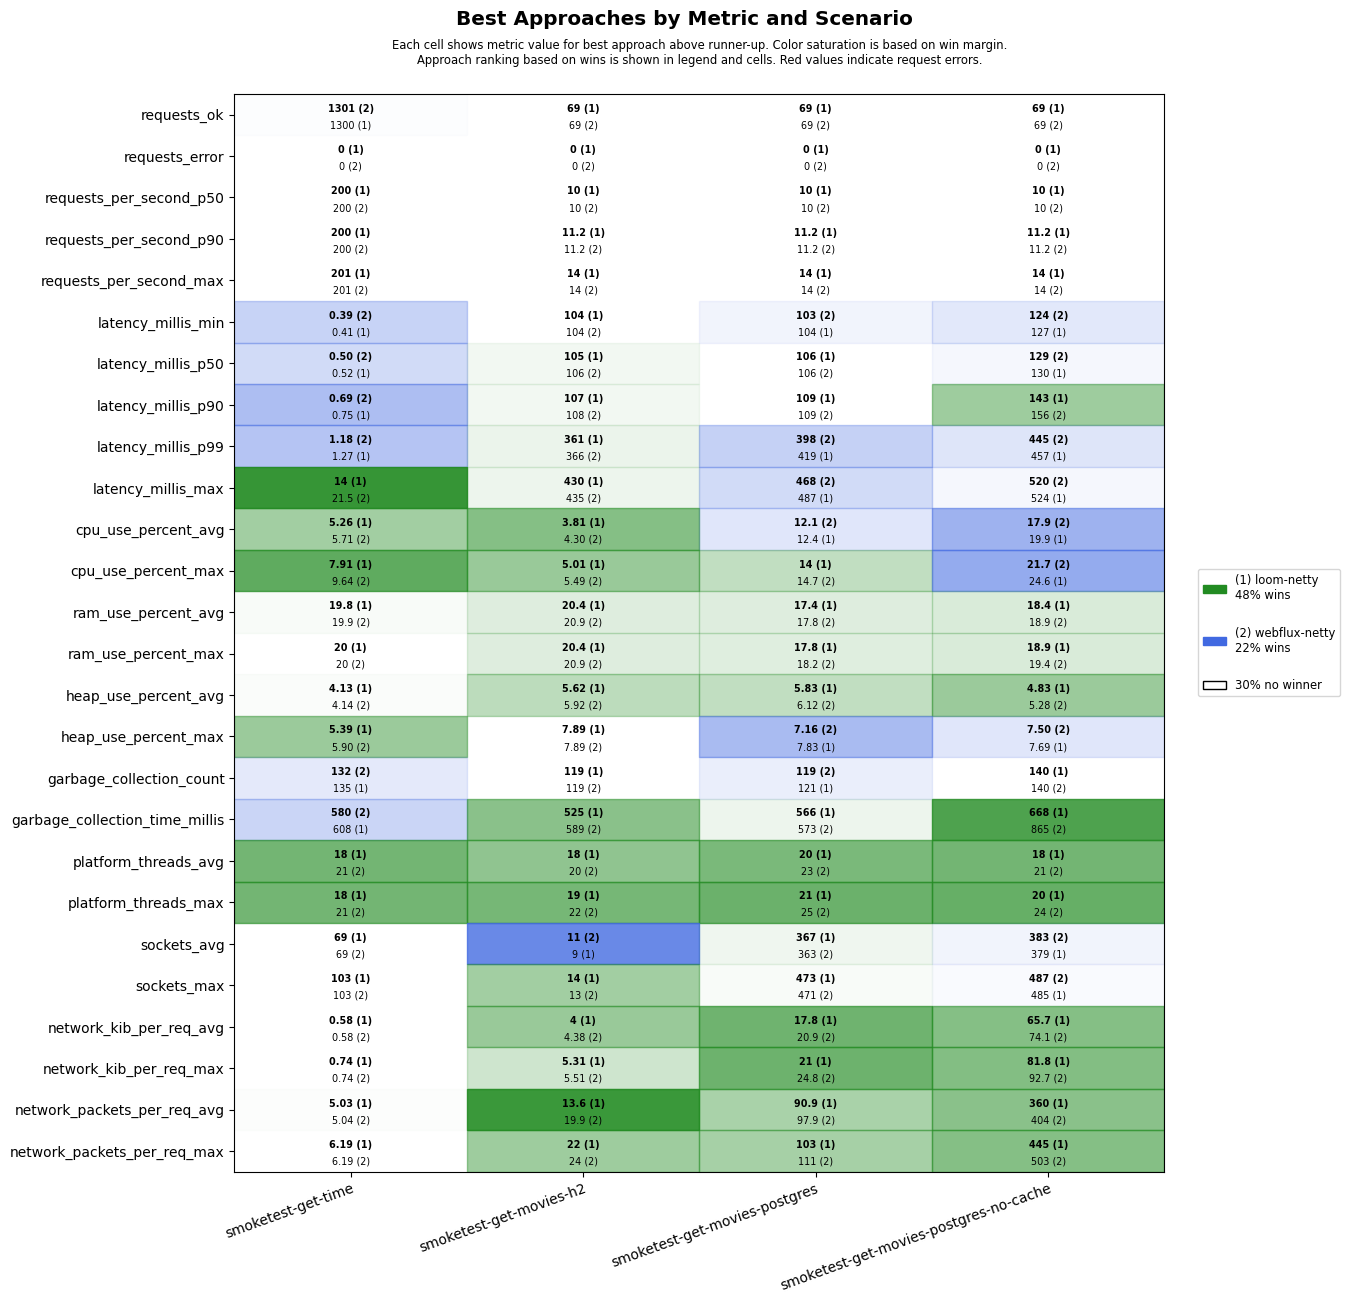 Best Approaches by Metric and Scenario
Each cell shows metric value for best approach above runner-up. Color saturation is based on win margin.
Approach ranking based on wins is shown in legend and cells. Red values indicate request errors.
requests_ok
1301 (2) 69 (1) 69 (1) 69 (1)
1300 (1) 69 (2) 69 (2) 69 (2)
requests_error
0 (1) 0 (1) 0 (1) 0 (1)
0 (2) 0 (2) 0 (2) 0 (2)
requests_per_second_p50
200 (1) 10 (1) 10 (1) 10 (1)
200 (2) 10 (2) 10 (2) 10 (2)
requests_per_second_p90
200 (1) 11.2 (1) 11.2 (1) 11.2 (1)
200 (2) 11.2 (2) 11.2 (2) 11.2 (2)
requests_per_second_max
201 (1) 14 (1) 14 (1) 14 (1)
201 (2) 14 (2) 14 (2) 14 (2)
latency_millis_min
0.39 (2) 104 (1) 103 (2) 124 (2)
0.41 (1) 104 (2) 104 (1) 127 (1)
latency_millis_p50
0.50 (2) 105 (1) 106 (1) 129 (2)
0.52 (1) 106 (2) 106 (2) 130 (1)
latency_millis_p90
0.69 (2) 107 (1) 109 (1) 143 (1)
0.75 (1) 108 (2) 109 (2) 156 (2)
latency_millis_p99
1.18 (2) 361 (1) 398 (2) 445 (2)
1.27 (1) 366 (2) 419 (1) 457 (1)
latency_millis_max
14 (1) 430 (1) 468 (2) 520 (2)
21.5 (2) 435 (2) 487 (1) 524 (1)
cpu_use_percent_avg
5.26 (1) 3.81 (1) 12.1 (2) 17.9 (2)
5.71 (2) 4.30 (2) 12.4 (1) 19.9 (1)
cpu_use_percent_max
7.91 (1) 5.01 (1) 14 (1) 21.7 (2)
9.64 (2) 5.49 (2) 14.7 (2) 24.6 (1)
ram_use_percent_avg
19.8 (1) 20.4 (1) 17.4 (1) 18.4 (1)
19.9 (2) 20.9 (2) 17.8 (2) 18.9 (2)
ram_use_percent_max
20 (1) 20.4 (1) 17.8 (1) 18.9 (1)
20 (2) 20.9 (2) 18.2 (2) 19.4 (2)
heap_use_percent_avg
4.13 (1) 5.62 (1) 5.83 (1) 4.83 (1)
4.14 (2) 5.92 (2) 6.12 (2) 5.28 (2)
heap_use_percent_max
5.39 (1) 7.89 (1) 7.16 (2) 7.50 (2)
5.90 (2) 7.89 (2) 7.83 (1) 7.69 (1)
garbage_collection_count
132 (2) 119 (1) 119 (2) 140 (1)
135 (1) 119 (2) 121 (1) 140 (2)
garbage_collection_time_millis
580 (2) 525 (1) 566 (1) 668 (1)
608 (1) 589 (2) 573 (2) 865 (2)
platform_threads_avg
18 (1) 18 (1) 20 (1) 18 (1)
21 (2) 20 (2) 23 (2) 21 (2)
platform_threads_max
18 (1) 19 (1) 21 (1) 20 (1)
21 (2) 22 (2) 25 (2) 24 (2)
sockets_avg
69 (1) 11 (2) 367 (1) 383 (2)
69 (2) 9 (1) 363 (2) 379 (1)
sockets_max
103 (1) 14 (1) 473 (1) 487 (2)
103 (2) 13 (2) 471 (2) 485 (1)
network_kib_per_req_avg
0.58 (1) 4 (1) 17.8 (1) 65.7 (1)
0.58 (2) 4.38 (2) 20.9 (2) 74.1 (2)
network_kib_per_req_max
0.74 (1) 5.31 (1) 21 (1) 81.8 (1)
0.74 (2) 5.51 (2) 24.8 (2) 92.7 (2)
network_packets_per_req_avg
5.03 (1) 13.6 (1) 90.9 (1) 360 (1)
5.04 (2) 19.9 (2) 97.9 (2) 404 (2)
network_packets_per_req_max
6.19 (1) 22 (1) 103 (1) 445 (1)
6.19 (2) 24 (2) 111 (2) 503 (2)
smoketest-get-time
smoketest-get-movies-h2
smoketest-get-movies-postgres
smoketest-get-movies-postgres-no-cache
(1) loom-netty
48% wins
(2) webflux-netty
22% wins
30% no winner